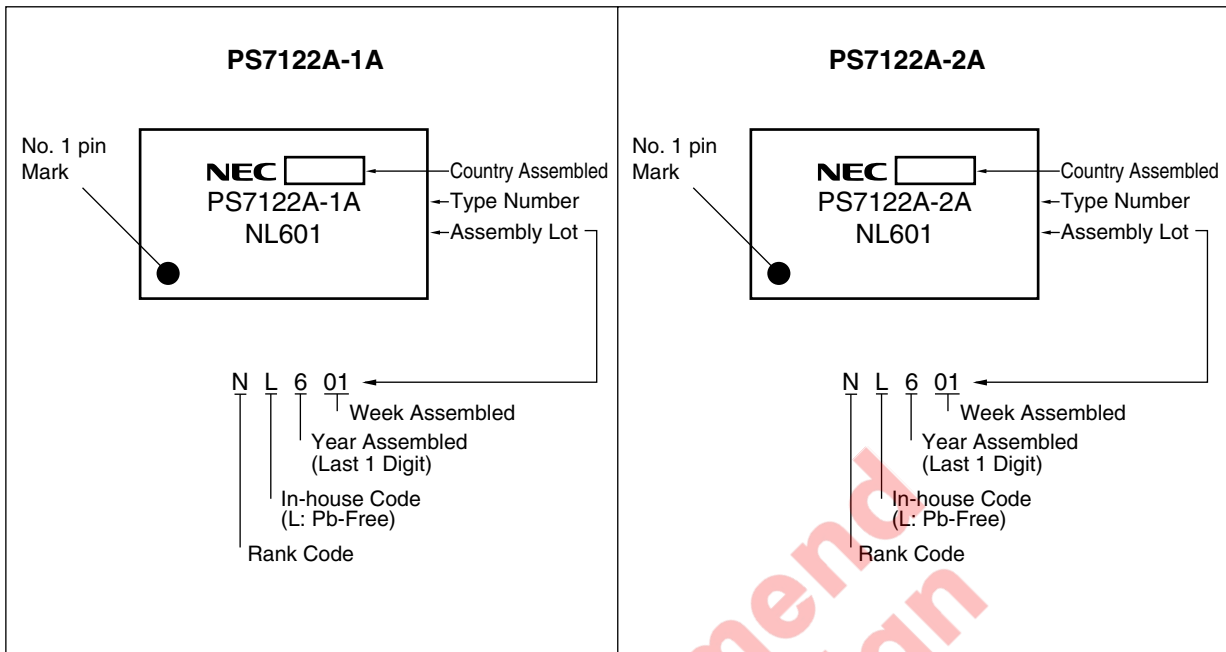 PS7122A-1A
No. 1 pin
Mark
NEC
Country Assembled
PS7122A-1A
Type Number
NL601
Assembly Lot
N L 6 01
Week Assembled
Year Assembled
(Last 1 Digit)
In-house Code
(L: Pb-Free)
Rank Code
PS7122A-2A
No. 1 pin
Mark
NEC
Country Assembled
PS7122A-2A
Type Number
NL601
Assembly Lot
N L 6 01
Week Assembled
Year Assembled
(Last 1 Digit)
In-house Code
(L: Pb-Free)
Rank Code